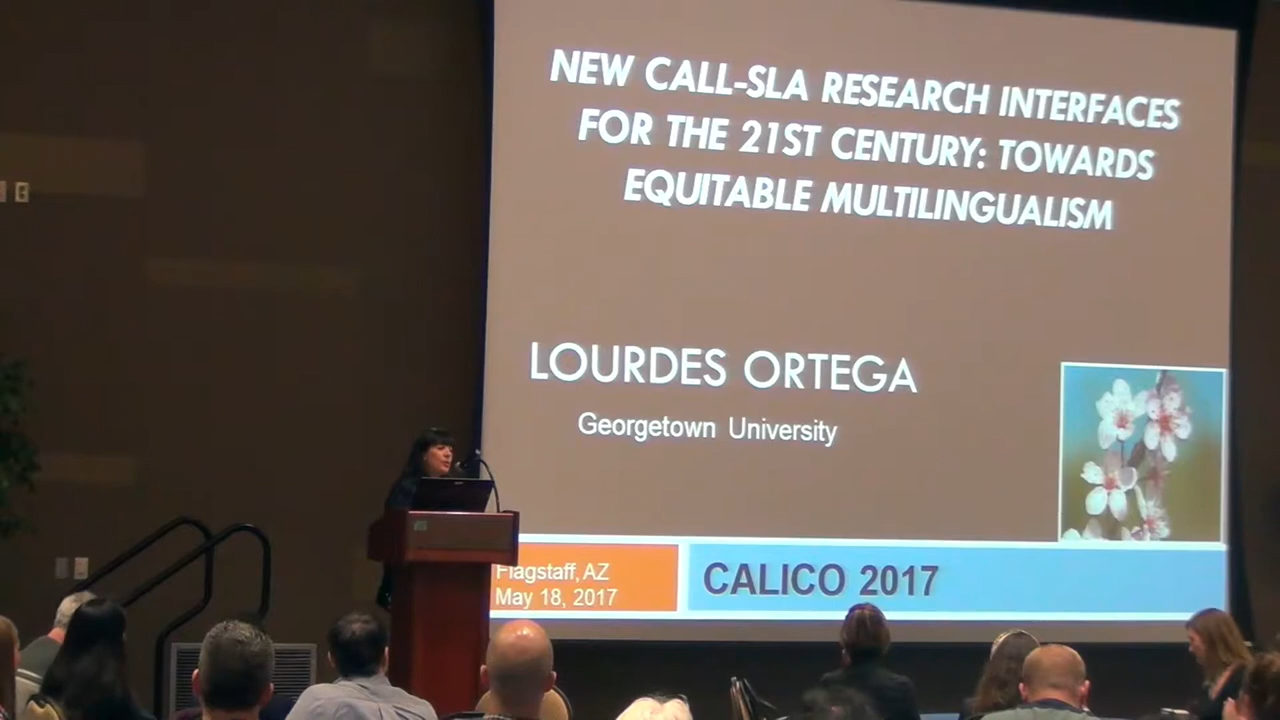 NEW CALL-SLA RESEARCH INTERFACES
FOR THE 21ST CENTURY: TOWARDS
EQUITABLE MULTILINGUALISM
LOURDES ORTEGA
Georgetown University
Flagstaff, AZ
May 18, 2017
CALICO 2017